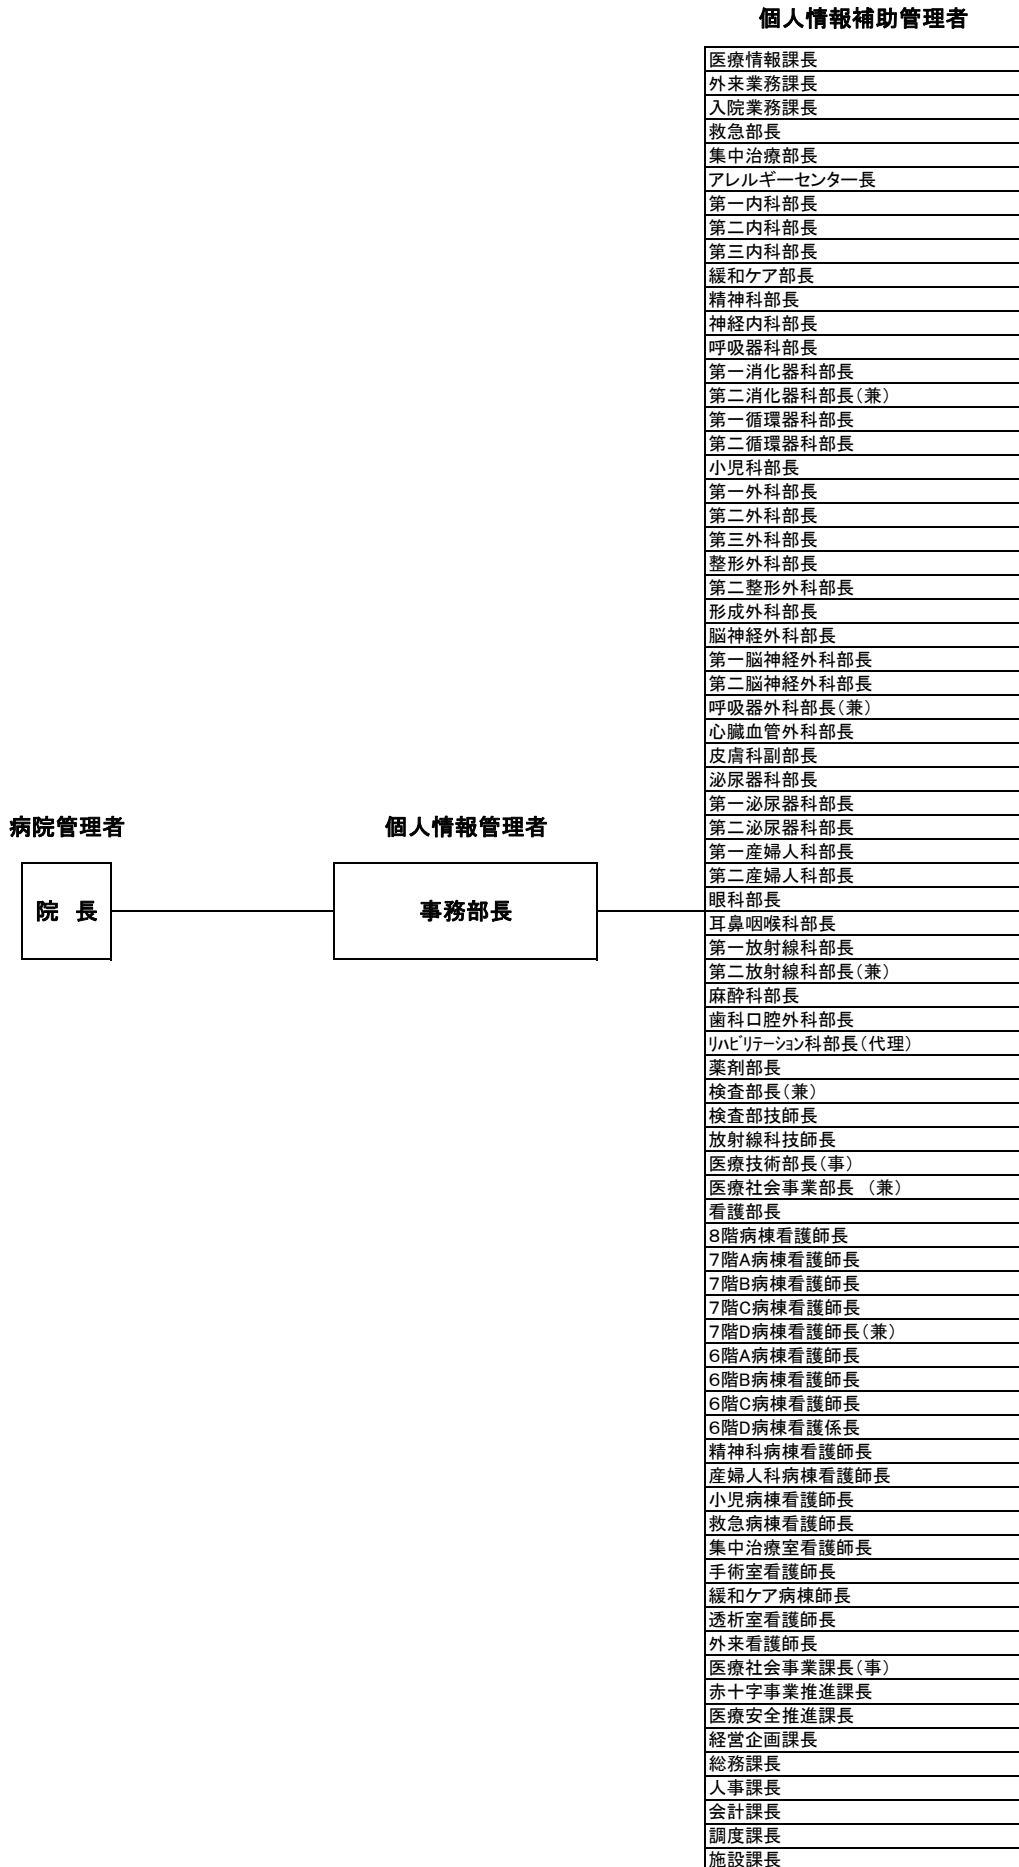 個人情報補助管理者
医療情報課長
外来業務課長
入院業務課長
救急部長
集中治療部長
アレルギーセンター長
第一内科部長
第二内科部長
第三内科部長
緩和ケア部長
精神科部長
神経内科部長
呼吸器科部長
第一消化器科部長
第二消化器科部長（兼）
第一循環器科部長
第二循環器科部長
小児科部長
第一外科部長
第二外科部長
第三外科部長
整形外科部長
第二整形外科部長
形成外科部長
脳神経外科部長
第一脳神経外科部長
第二脳神経外科部長
呼吸器外科部長（兼）
心臓血管外科部長
皮膚科副部長
泌尿器科部長
第一泌尿器科部長
第二泌尿器科部長
第一産婦人科部長
第二産婦人科部長
眼科部長
耳鼻咽喉科部長
第一放射線科部長
第二放射線科部長（兼）
麻酔科部長
歯科口腔外科部長
ﾘﾊﾋﾞﾘﾃｰｼｮﾝ科部長（代理）
薬剤部長
検査部長（兼）
検査部技師長
放射線科技師長
医療技術部長（事）
医療社会事業部長　（兼）
看護部長
８階病棟看護師長
７階A病棟看護師長
７階B病棟看護師長
７階C病棟看護師長
７階D病棟看護師長（兼）
６階A病棟看護師長
６階B病棟看護師長
６階C病棟看護師長
６階D病棟看護係長
精神科病棟看護師長
産婦人科病棟看護師長
小児病棟看護師長
救急病棟看護師長
集中治療室看護師長
手術室看護師長
緩和ケア病棟師長
透析室看護師長
外来看護師長
医療社会事業課長（事）
赤十字事業推進課長
医療安全推進課長
経営企画課長
総務課長
人事課長
会計課長
調度課長
施設課長
病院管理者
院　長
個人情報管理者
事務部長